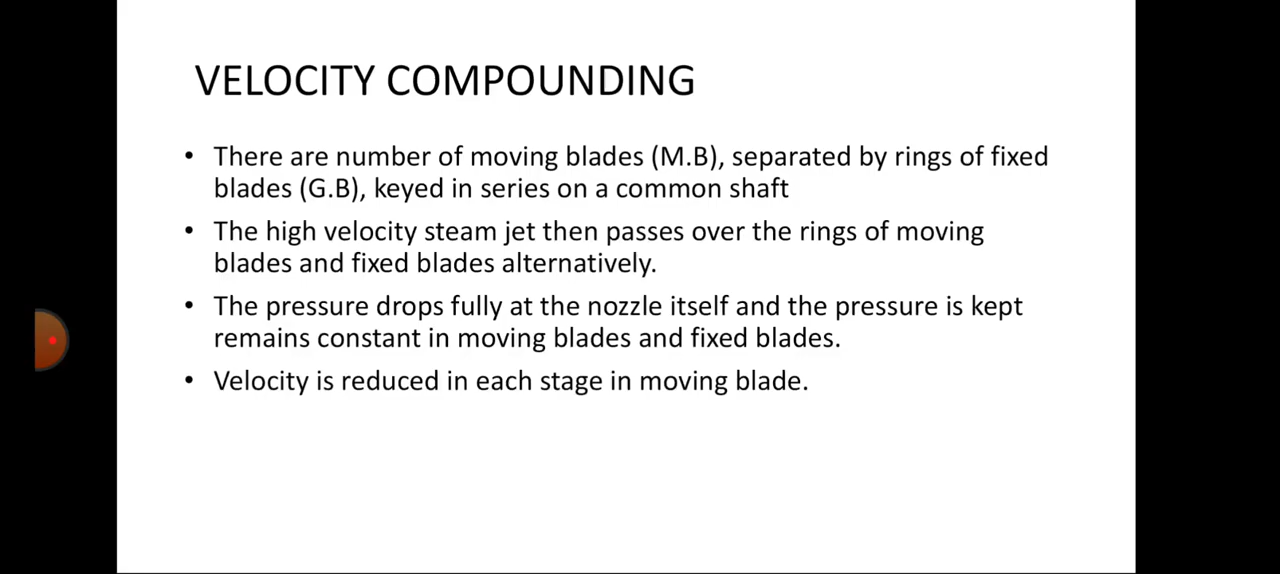 VELOCITY COMPOUNDING
• There are number of moving blades (M.B), separated by rings of fixed
blades (G.B), keyed in series on a common shaft
• The high velocity steam jet then passes over the rings of moving
blades and fixed blades alternatively.
• The pressure drops fully at the nozzle itself and the pressure is kept
remains constant in moving blades and fixed blades.
• Velocity is reduced in each stage in moving blade.